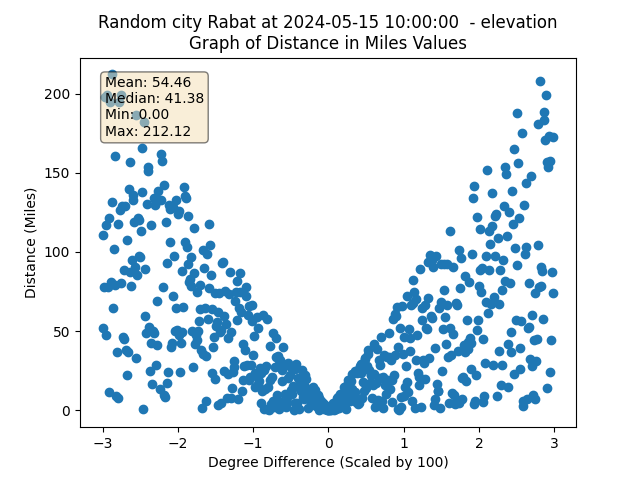 Random city Rabat at 2024-05-15 10:00:00  - elevation
Graph of Distance in Miles Values
Mean: 54.46
Median: 41.38
Min: 0.00
Max: 212.12
Distance (Miles)
200
150
100
50
0
−3 −2 −1 0 1 2 3
Degree Difference (Scaled by 100)